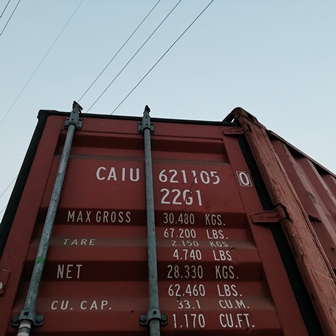 CAIU 621105 0
22G1
MAX GROSS 30.480 KGS.
67.200 LBS.
TARE 2.150 KGS.
4.740 LBS
NET 28.330 KGS.
62.460 LBS.
CU. CAP. 33.1 CU.M.
1.170 CU.FT.